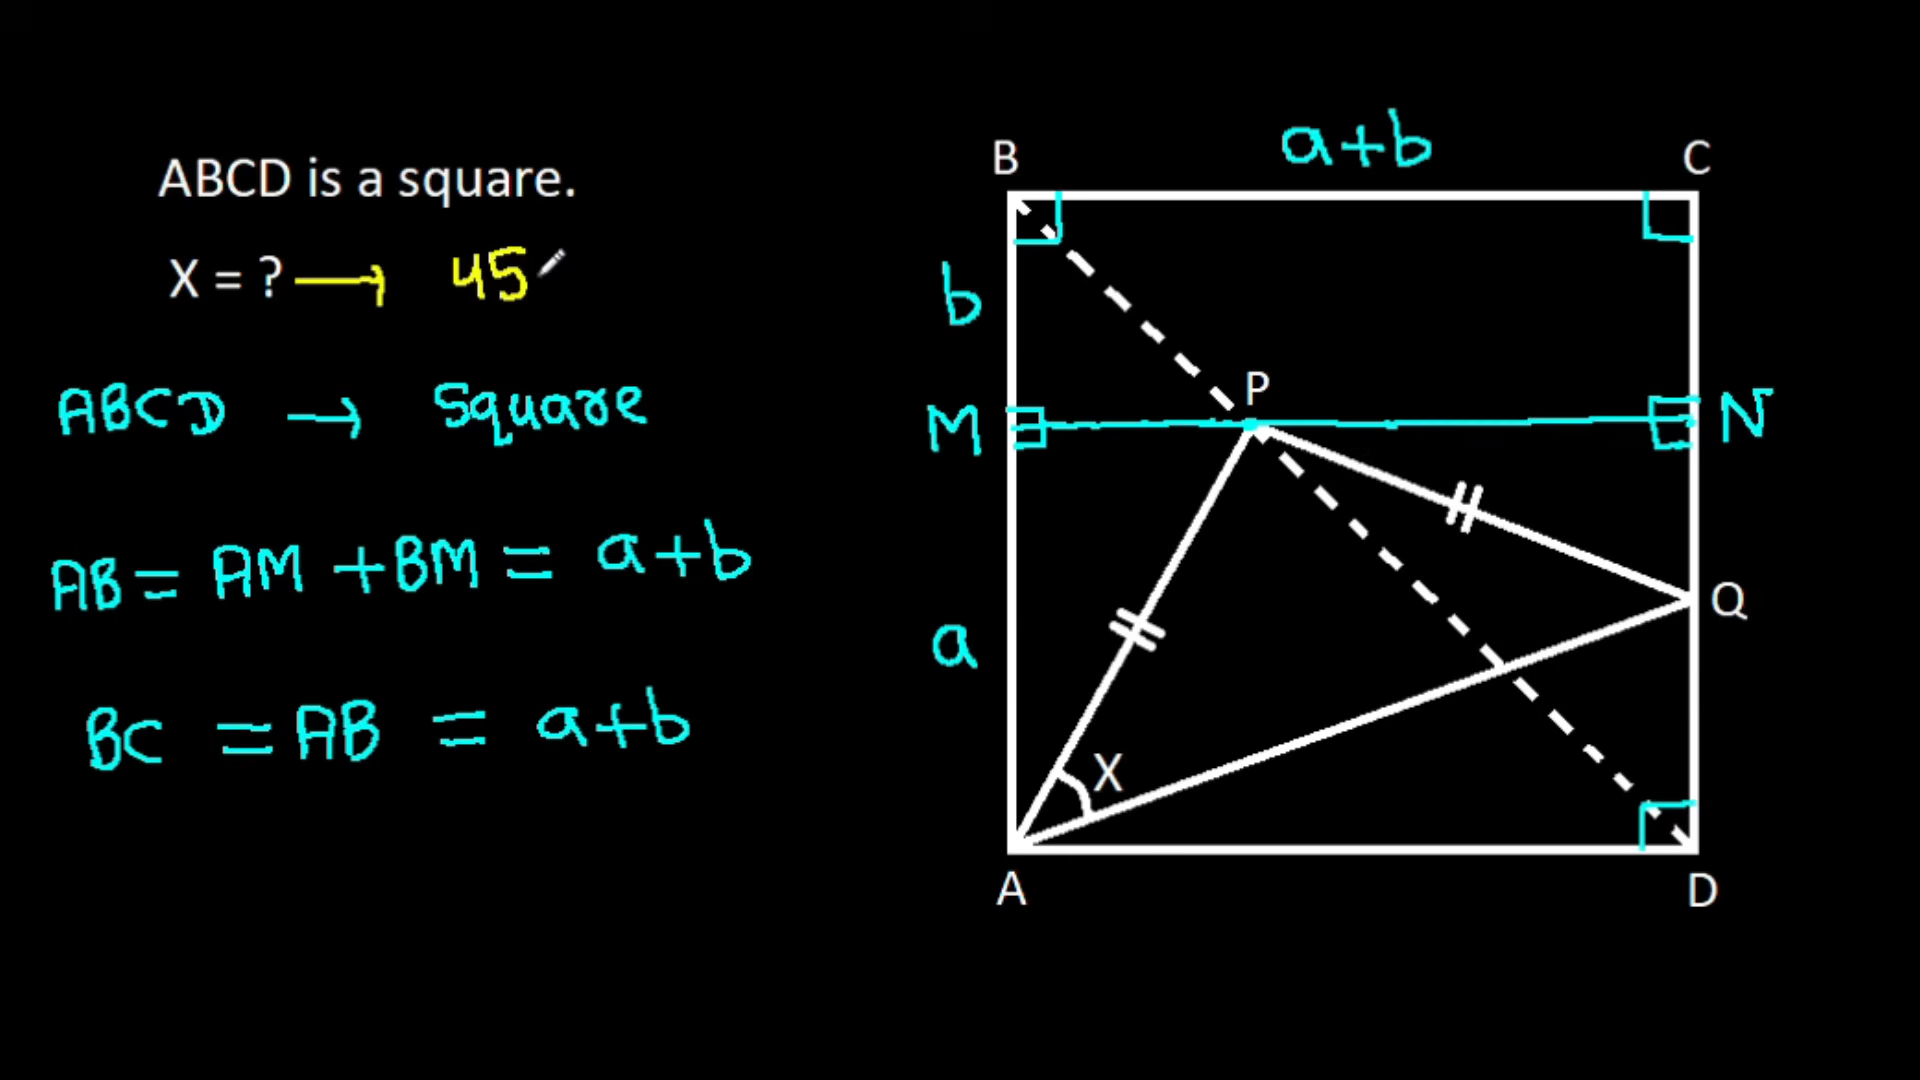 ABCD is a square.
X = ? → 45
ABCD → Square
AB = AM + BM = a+b
BC = AB = a+b
a+b
B
C
b
P
M
N
Q
a
X
A
D